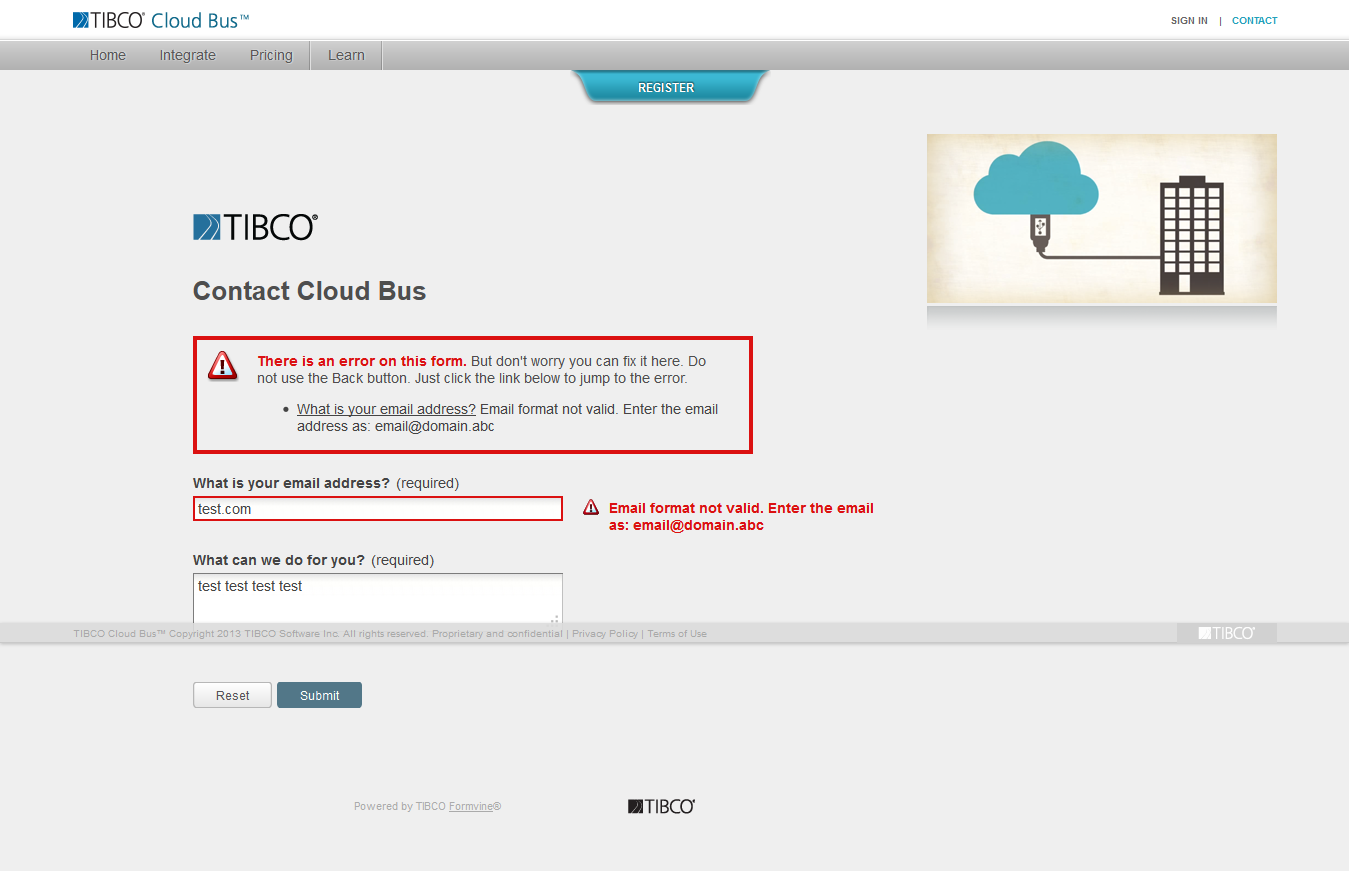 TIBCO® Cloud Bus™
SIGN IN | CONTACT
Home Integrate Pricing Learn
REGISTER
TIBCO®
Contact Cloud Bus
There is an error on this form. But don't worry you can fix it here. Do
not use the Back button. Just click the link below to jump to the error.
• What is your email address? Email format not valid. Enter the email
address as: email@domain.abc
What is your email address? (required)
test.com
Email format not valid. Enter the email
as: email@domain.abc
What can we do for you? (required)
test test test test
TIBCO Cloud Bus™ Copyright 2013 TIBCO Software Inc. All rights reserved. Proprietary and confidential | Privacy Policy | Terms of Use
TIBCO®
Reset Submit
Powered by TIBCO Formvine®
TIBCO®